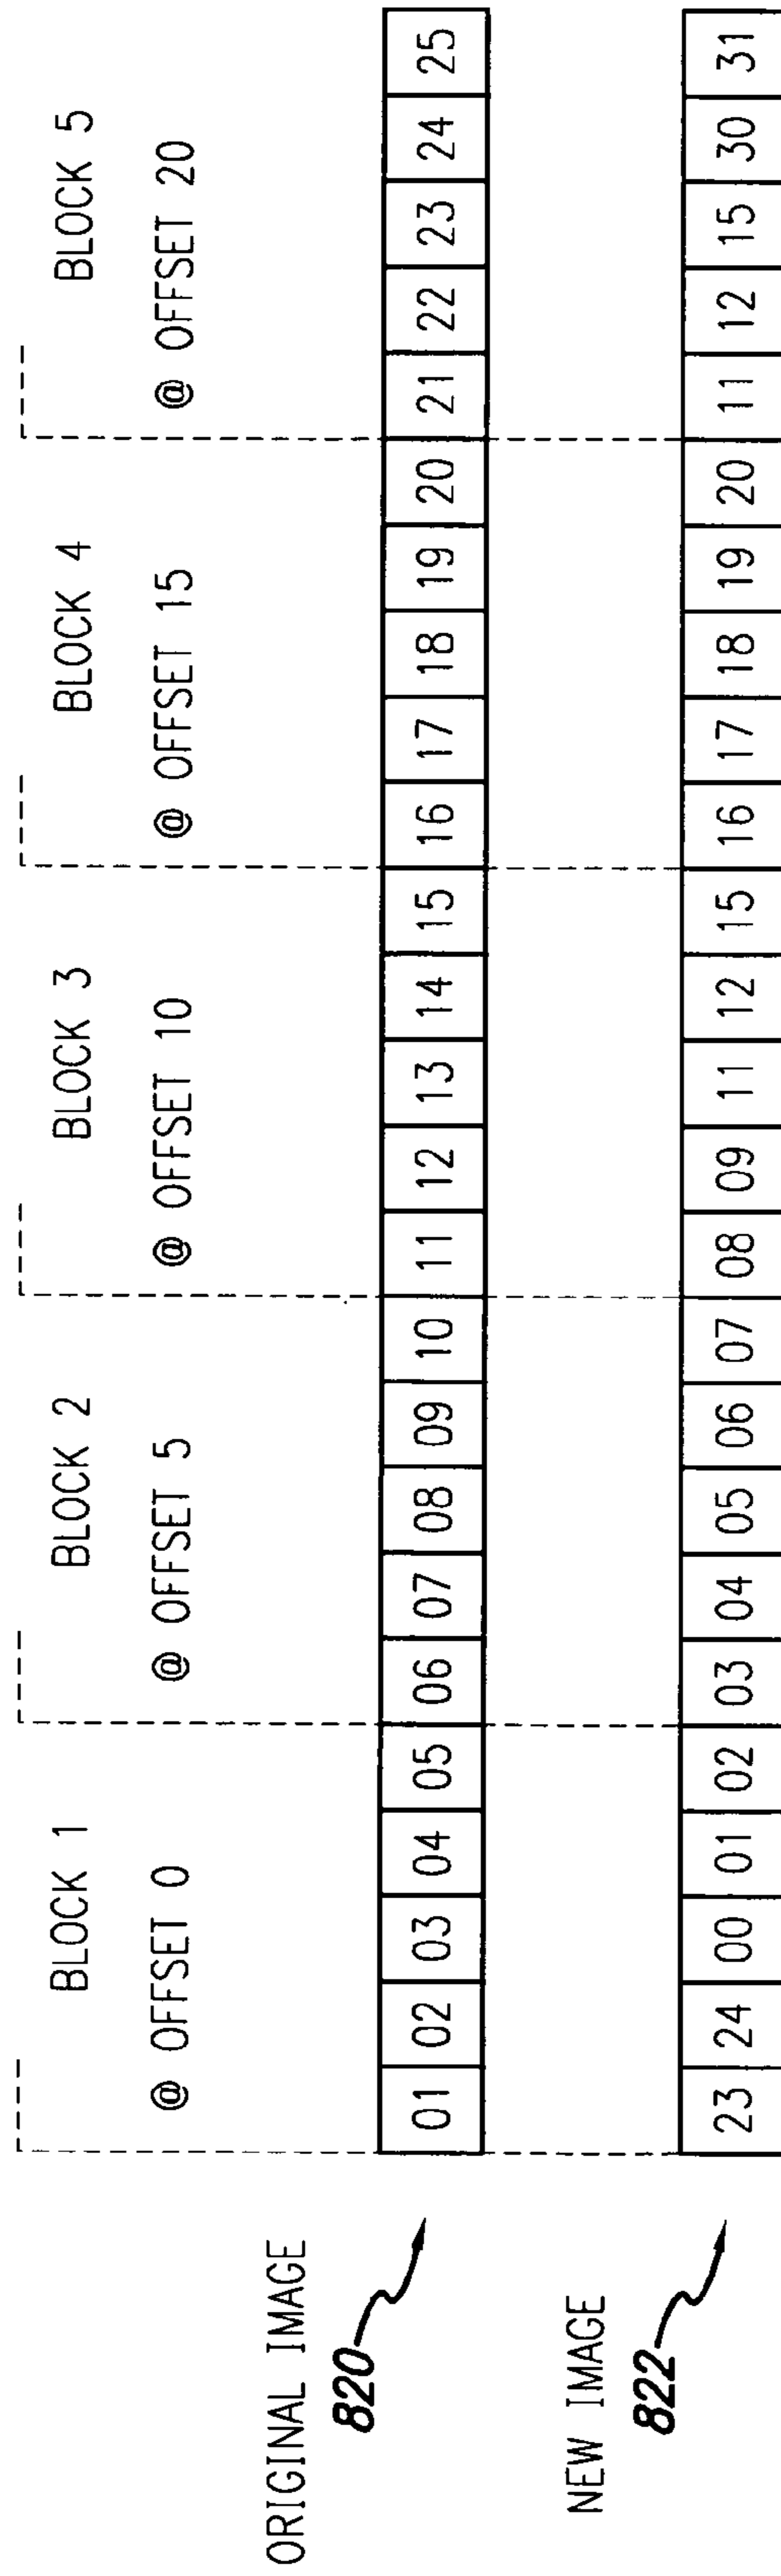 BLOCK 1 BLOCK 2 BLOCK 3 BLOCK 4 BLOCK 5
@ OFFSET 0 @ OFFSET 5 @ OFFSET 10 @ OFFSET 15 @ OFFSET 20
ORIGINAL IMAGE
820
01 02 03 04 05 06 07 08 09 10 11 12 13 14 15 16 17 18 19 20 21 22 23 24 25
NEW IMAGE
822
23 24 00 01 02 03 04 05 06 07 08 09 11 12 15 16 17 18 19 20 11 12 15 30 31